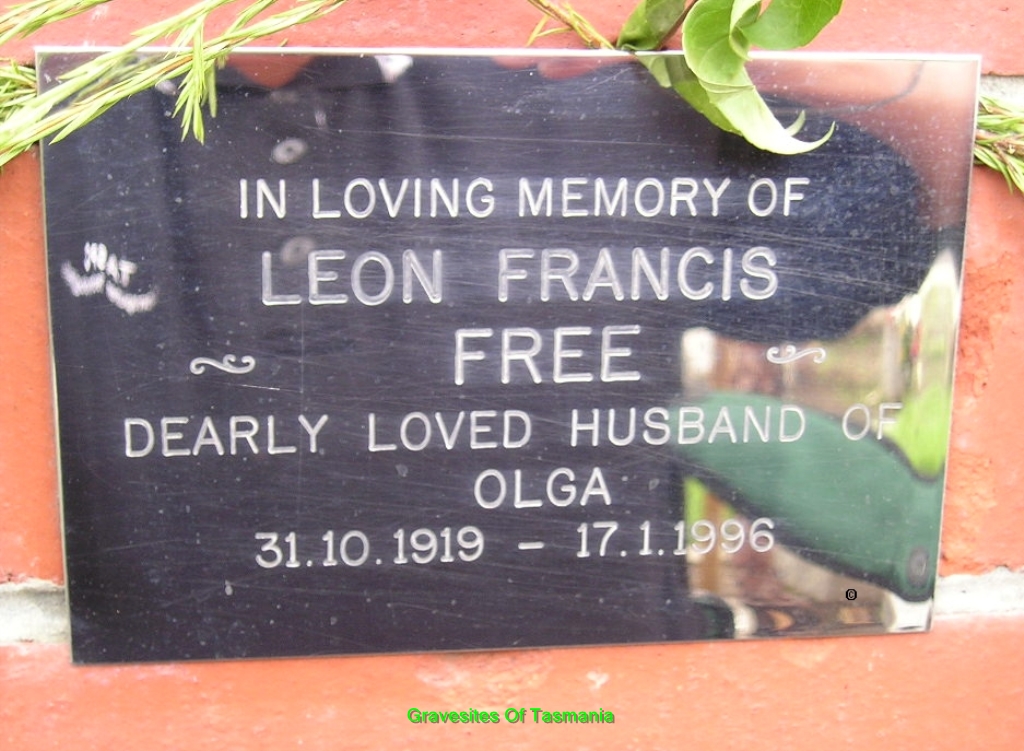 IN LOVING MEMORY OF
LEON FRANCIS
FREE
DEARLY LOVED HUSBAND OF
OLGA
31.10.1919 – 17.1.1996
©
Gravesites Of Tasmania